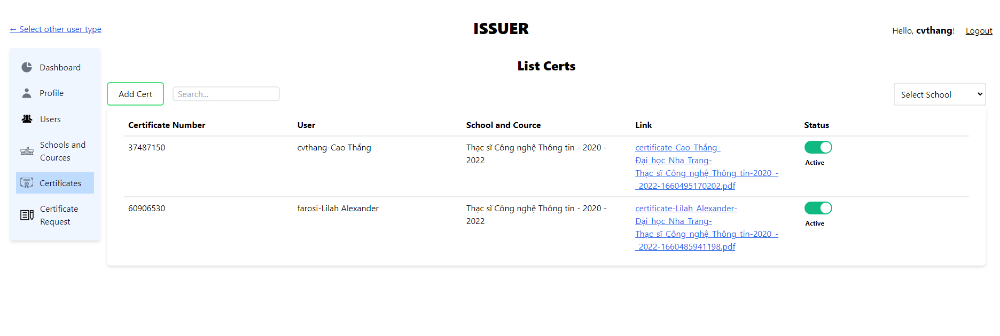 ← Select other user type
ISSUER
Hello, cvthang!
Logout
Dashboard
Profile
Users
Schools and
Cources
Certificates
Certificate
Request
List Certs
Add Cert
Search...
Select School
Certificate Number
User
School and Cource
Link
Status
37487150
cvthang-Cao Thắng
Thạc sĩ Công nghệ Thông tin - 2020 -
2022
certificate-Cao_Thắng-
Đại_học_Nha_Trang-
Thạc_sĩ_Công_nghệ_Thông_tin-2020_-
_2022-1660495170202.pdf
Active
60906530
farosi-Lilah Alexander
Thạc sĩ Công nghệ Thông tin - 2020 -
2022
certificate-Lilah_Alexander-
Đại_học_Nha_Trang-
Thạc_sĩ_Công_nghệ_Thông_tin-2020_-
_2022-1660485941198.pdf
Active